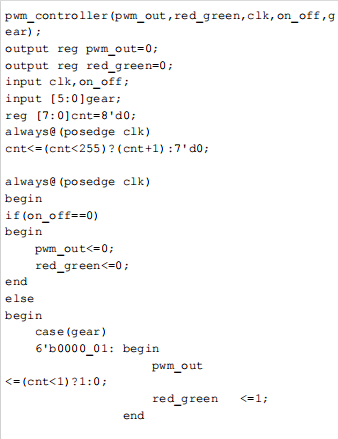 pwm_controller(pwm_out,red_green,clk,on_off,g
ear);
output reg pwm_out=0;
output reg red_green=0;
input clk,on_off;
input [5:0]gear;
reg [7:0]cnt=8'd0;
always@(posedge clk)
cnt<=(cnt<255)?(cnt+1):7'd0;

always@(posedge clk)
begin
if(on_off==0)
begin
    pwm_out<=0;
    red_green<=0;
end
else
begin
    case(gear)
    6'b0000_01: begin
                    pwm_out
<=(cnt<1)?1:0;
                    red_green   <=1;
                end